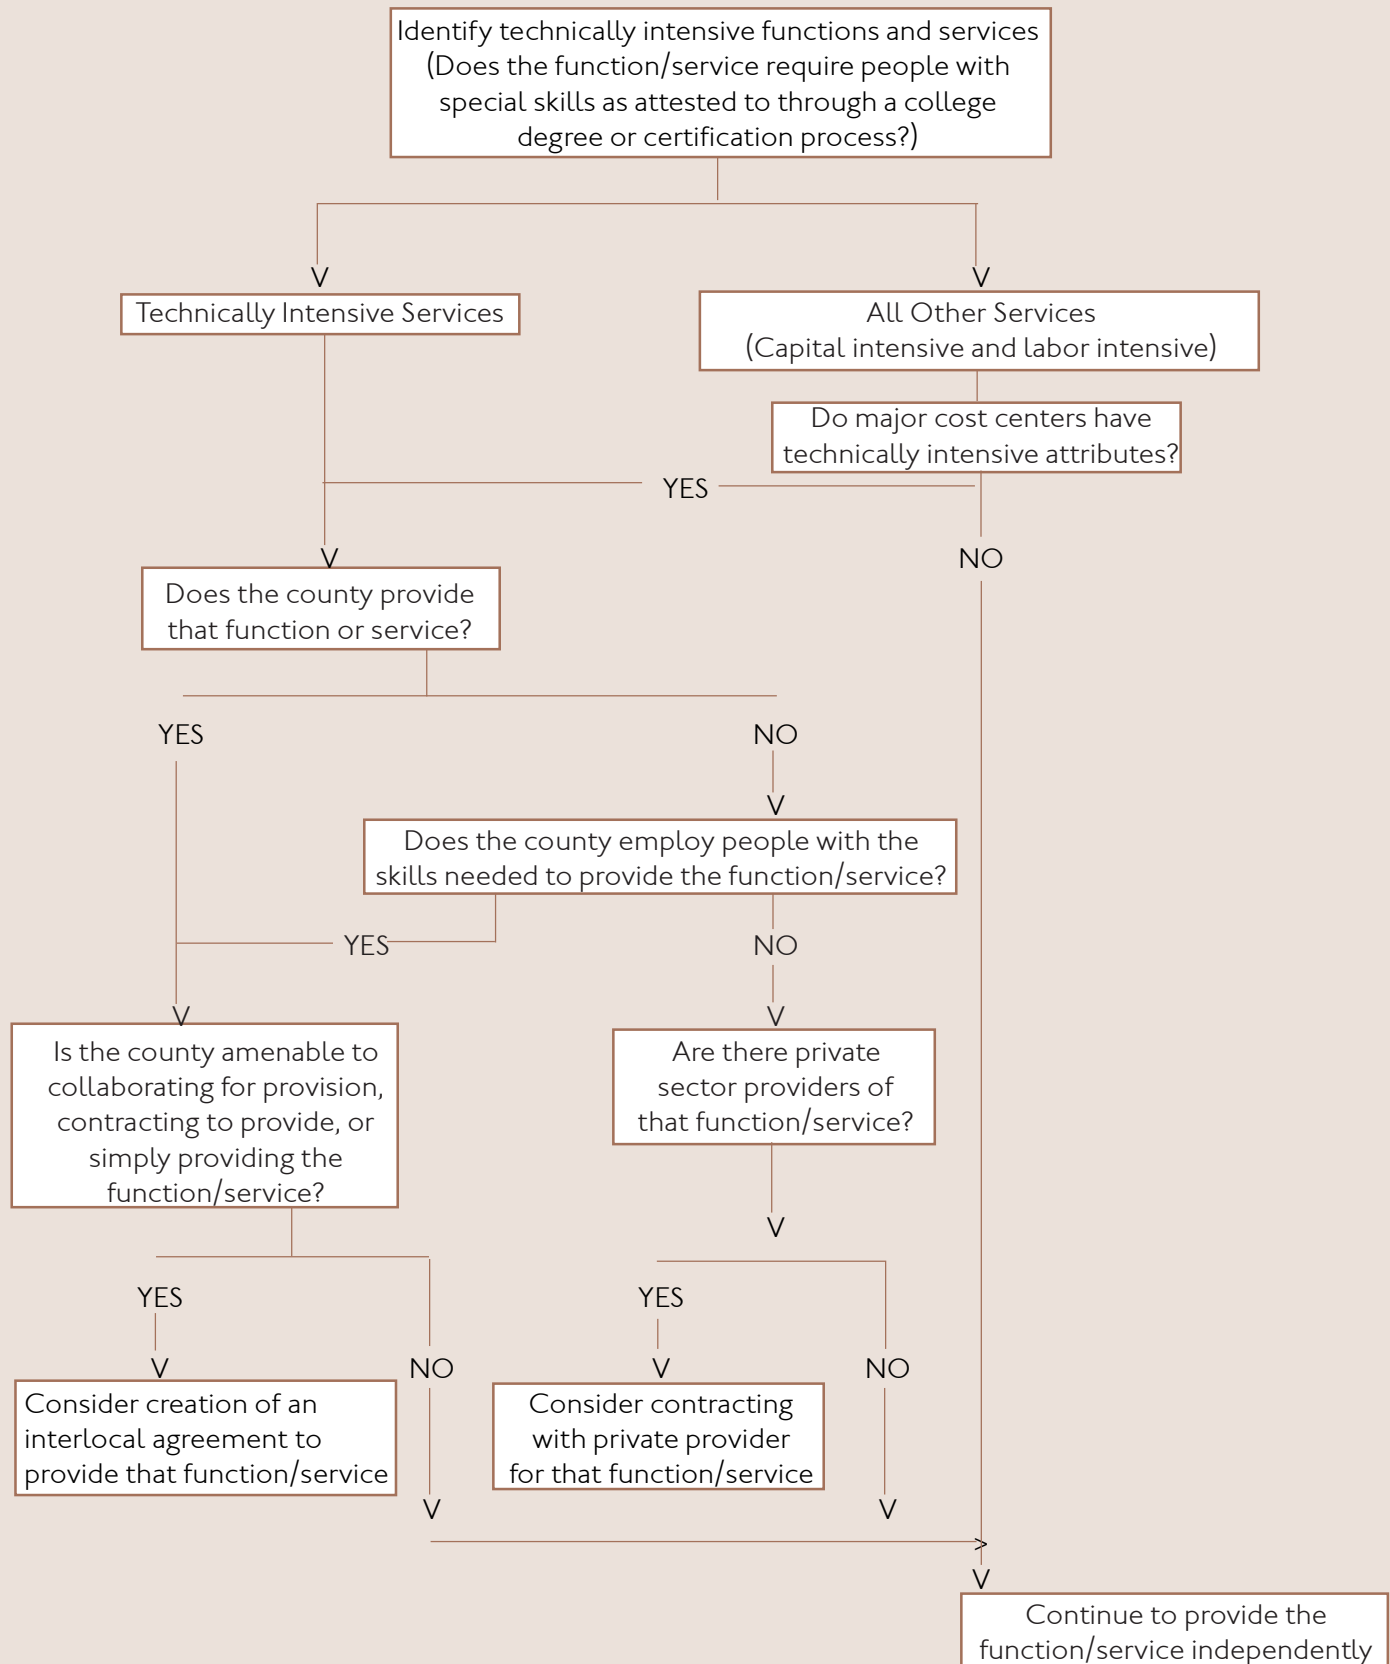 Identify technically intensive functions and services
(Does the function/service require people with
special skills as attested to through a college
degree or certification process?)
V
V
Technically Intensive Services
All Other Services
(Capital intensive and labor intensive)
Do major cost centers have
technically intensive attributes?
YES
NO
V
Does the county provide
that function or service?
YES
NO
V
Does the county employ people with the
skills needed to provide the function/service?
YES
NO
V
V
Is the county amenable to
collaborating for provision,
contracting to provide, or
simply providing the
function/service?
Are there private
sector providers of
that function/service?
V
YES
NO
YES
NO
V
V
Consider creation of an
interlocal agreement to
provide that function/service
Consider contracting
with private provider
for that function/service
V
V
>
V
Continue to provide the
function/service independently